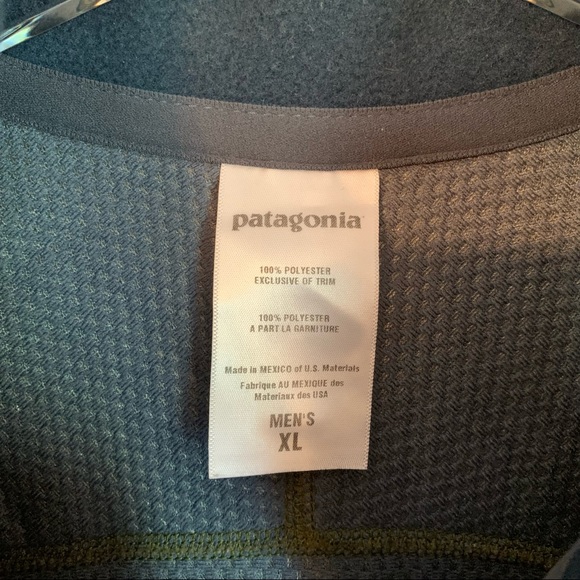 patagonia
100% POLYESTER
EXCLUSIVE OF TRIM
100% POLYESTER
A PART LA GARNITURE
Made in MEXICO of U.S. Materials
Fabrique AU MEXIQUE des
Materiaux des USA
MEN'S
XL